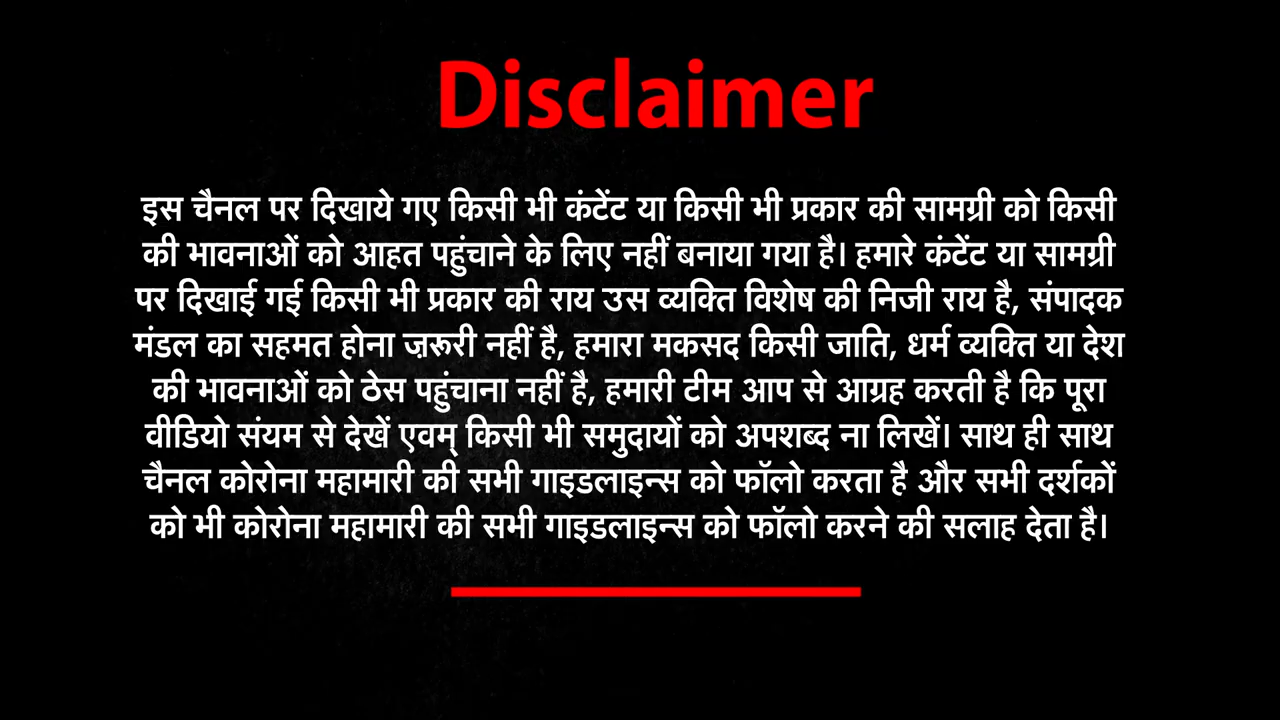 Disclaimer
इस चैनल पर दिखाये गए किसी भी कंटेंट या किसी भी प्रकार की सामग्री को किसी
की भावनाओं को आहत पहुंचाने के लिए नहीं बनाया गया है। हमारे कंटेंट या सामग्री
पर दिखाई गई किसी भी प्रकार की राय उस व्यक्ति विशेष की निजी राय है, संपादक
मंडल का सहमत होना ज़रूरी नहीं है, हमारा मकसद किसी जाति, धर्म व्यक्ति या देश
की भावनाओं को ठेस पहुंचाना नहीं है, हमारी टीम आप से आग्रह करती है कि पूरा
वीडियो संयम से देखें एवम् किसी भी समुदायों को अपशब्द ना लिखें। साथ ही साथ
चैनल कोरोना महामारी की सभी गाइडलाइन्स को फॉलो करता है और सभी दर्शकों
को भी कोरोना महामारी की सभी गाइडलाइन्स को फॉलो करने की सलाह देता है।